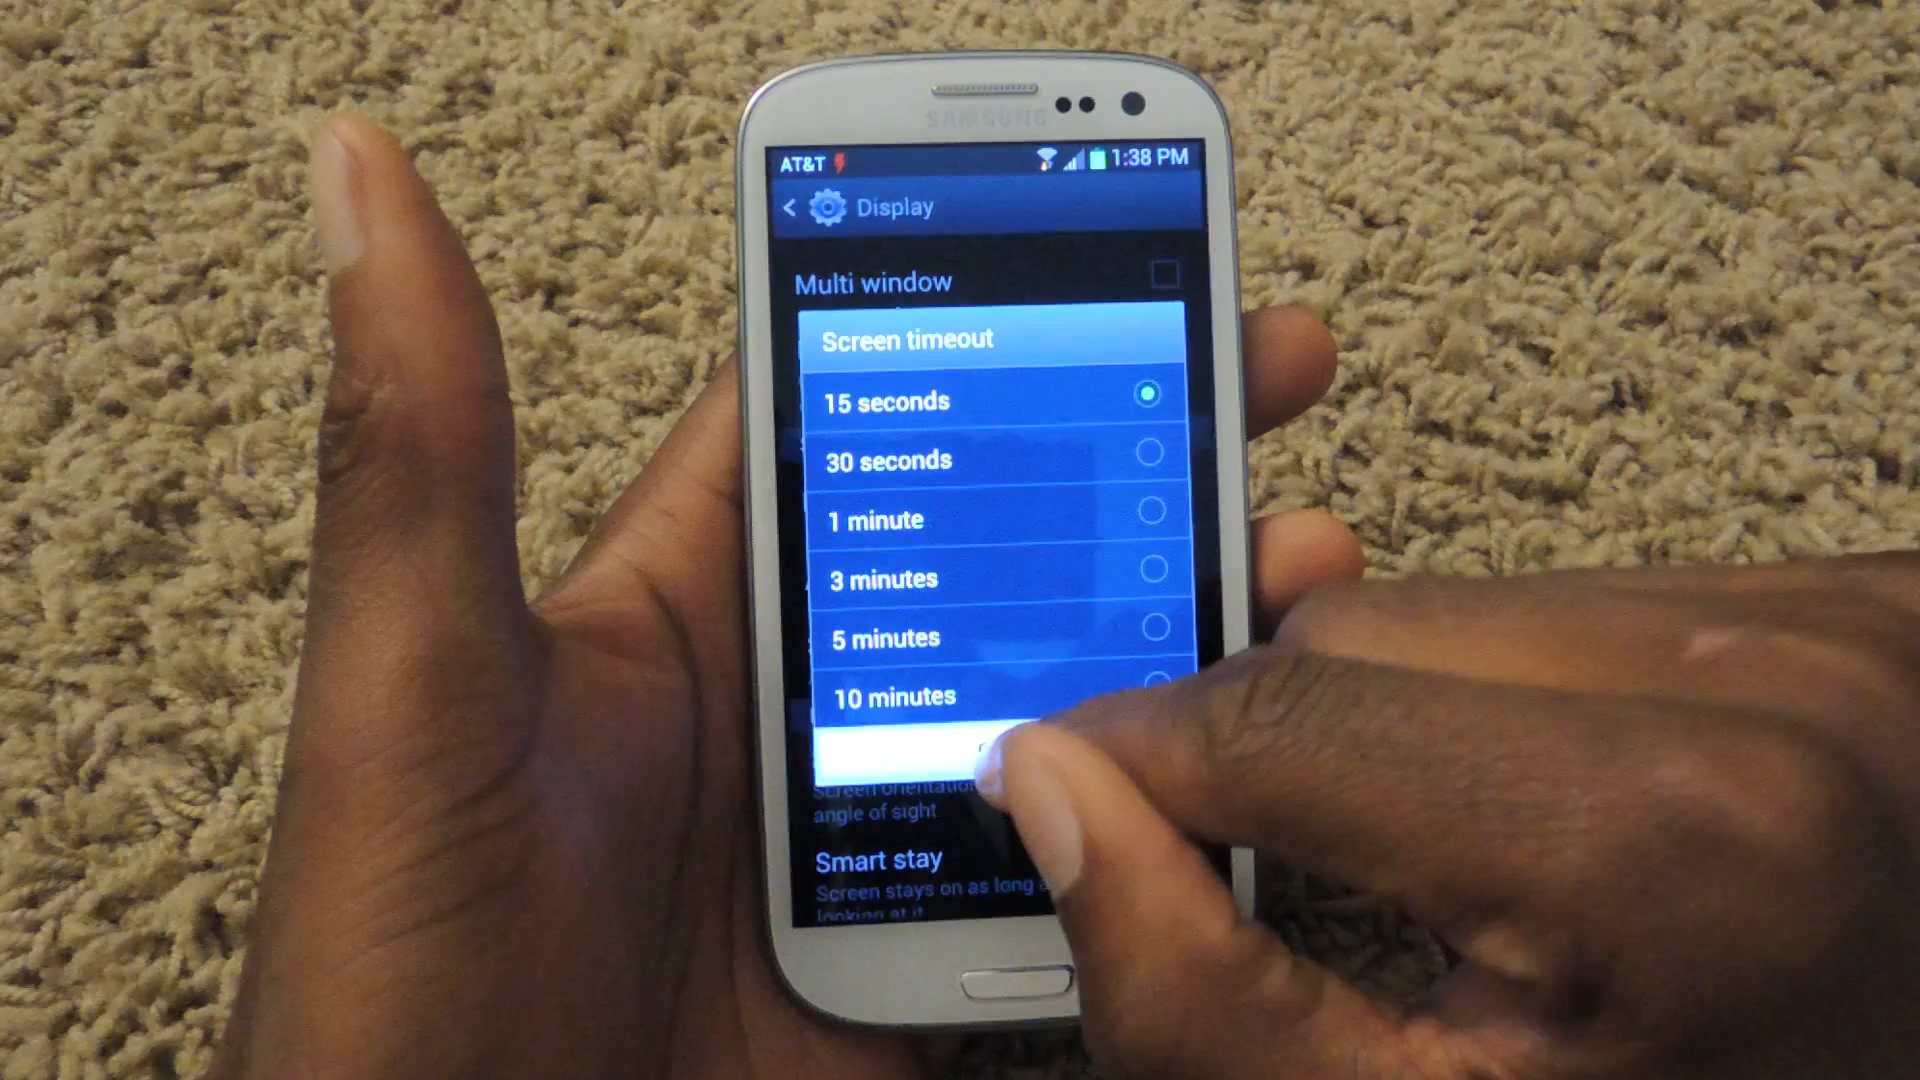 SAMSUNG
AT&T 1:38 PM
Display
Multi window
Screen timeout
15 seconds
30 seconds
1 minute
3 minutes
5 minutes
10 minutes
Screen orientation
angle of sight
Smart stay
Screen stays on as long
looking at it